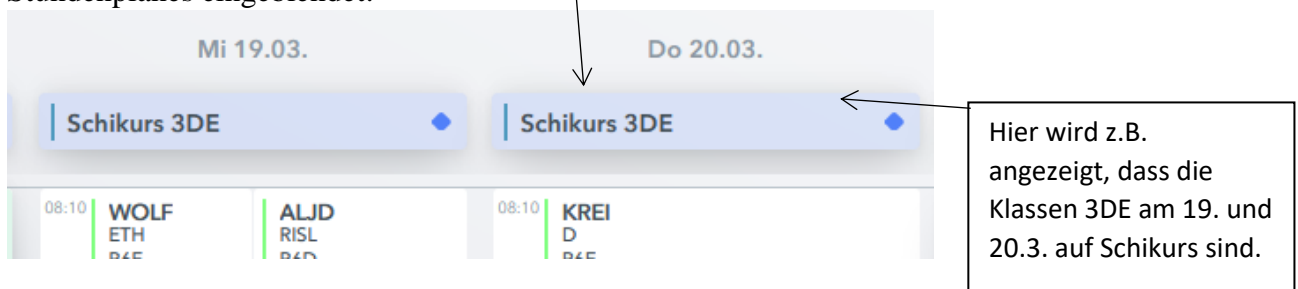 Stundenplanes eingeblendet.
Mi 19.03.
Do 20.03.
Schikurs 3DE
Schikurs 3DE
Hier wird z.B.
angezeigt, dass die
Klassen 3DE am 19. und
20.3. auf Schikurs sind.
08:10 WOLF
ETH
ALJD
RISL
08:10 KREI
D